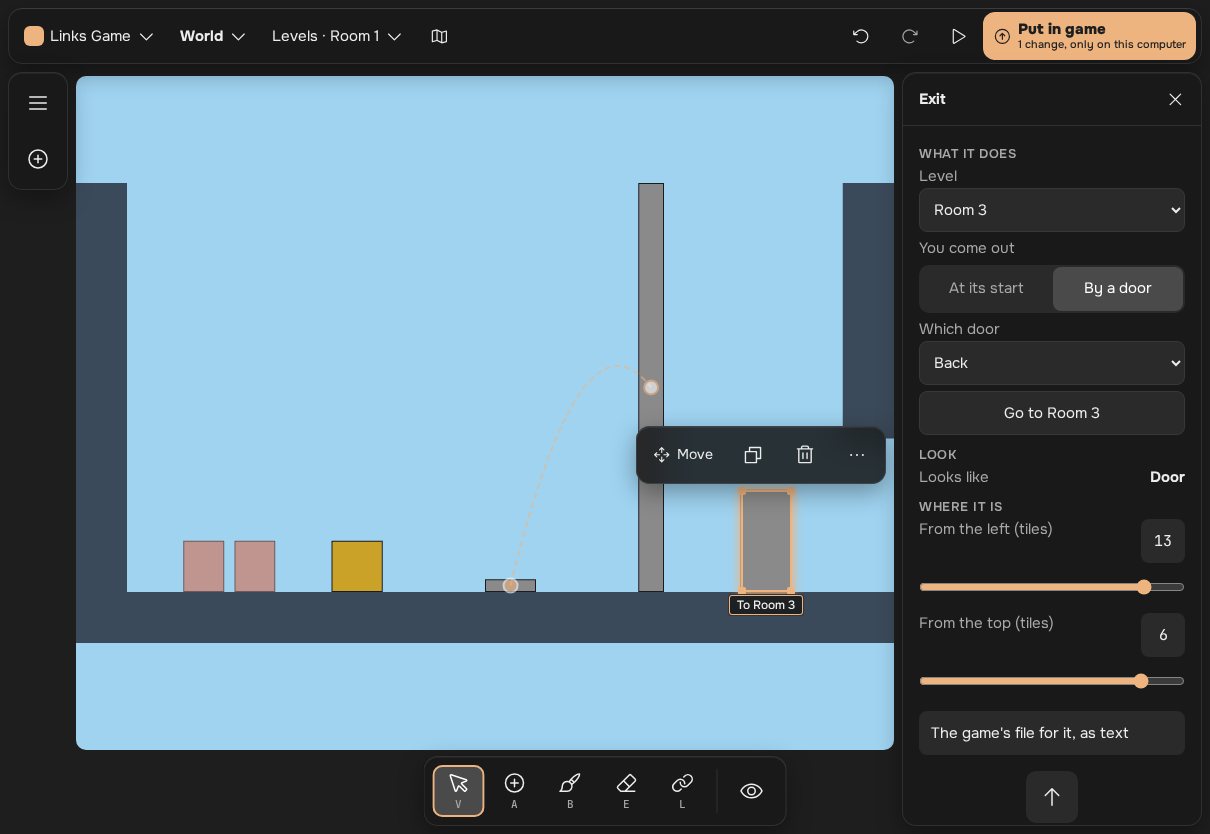 Links Game
World
Levels · Room 1
Put in game
1 change, only on this computer
Exit
WHAT IT DOES
Level
Room 3
You come out
At its start
By a door
Which door
Back
Go to Room 3
LOOK
Looks like
Door
WHERE IT IS
From the left (tiles)
13
From the top (tiles)
6
The game's file for it, as text
Move
To Room 3
V
A
B
E
L